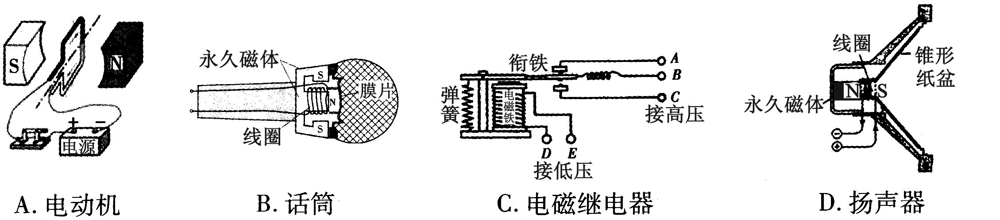 S
N
+ −
电源
A. 电动机
永久磁体
S
膜片
N
线圈
S
B. 话筒
衔铁
A
B
C
弹簧
电磁铁
接高压
D E
接低压
C. 电磁继电器
线圈
锥形
纸盆
N S
永久磁体
−
+
D. 扬声器